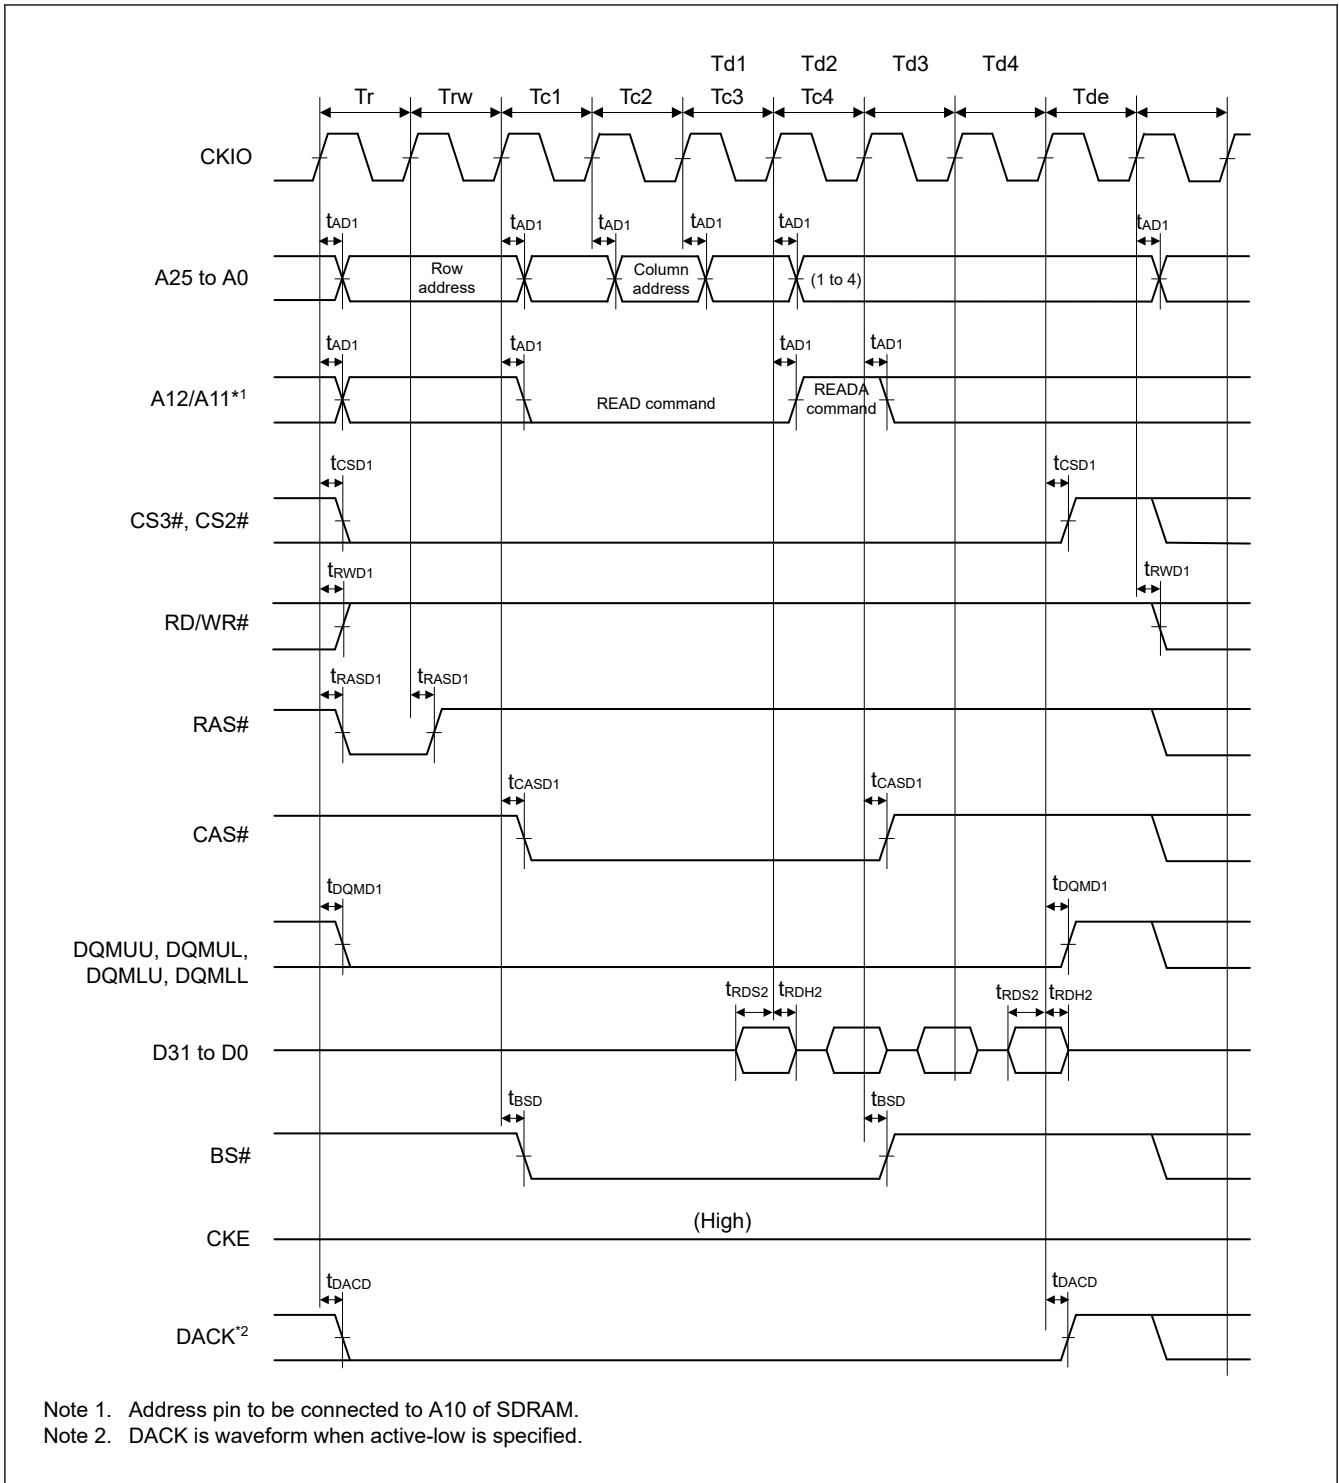 Td1 Td2 Td3 Td4
Tr Trw Tc1 Tc2 Tc3 Tc4 Tde
CKIO
tAD1 tAD1 tAD1 tAD1 tAD1 tAD1
A25 to A0
Row address
Column address
(1 to 4)
tAD1 tAD1 tAD1 tAD1
A12/A11*1
READ command
READA command
tCSD1 tCSD1
CS3#, CS2#
tRWD1 tRWD1
RD/WR#
tRASD1 tRASD1
RAS#
tCASD1 tCASD1
CAS#
tDQMD1 tDQMD1
DQMUU, DQMUL,
DQMLU, DQMLL
tRDS2 tRDH2 tRDS2 tRDH2
D31 to D0
tBSD tBSD
BS#
(High)
CKE
tDACD tDACD
DACK*2
Note 1. Address pin to be connected to A10 of SDRAM.
Note 2. DACK is waveform when active-low is specified.